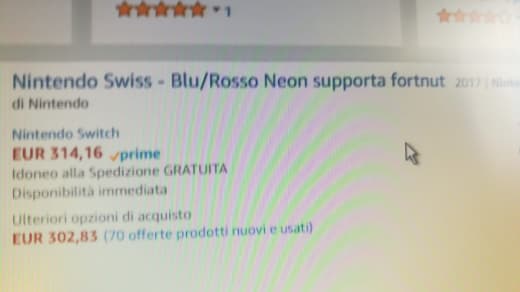 1
Nintendo Swiss - Blu/Rosso Neon supporta fortnut 2017 |
di Nintendo
Nintendo Switch
EUR 314,16 prime
Idoneo alla Spedizione GRATUITA
Disponibilità immediata
Ulteriori opzioni di acquisto
EUR 302,83 (70 offerte prodotti nuovi e usati)